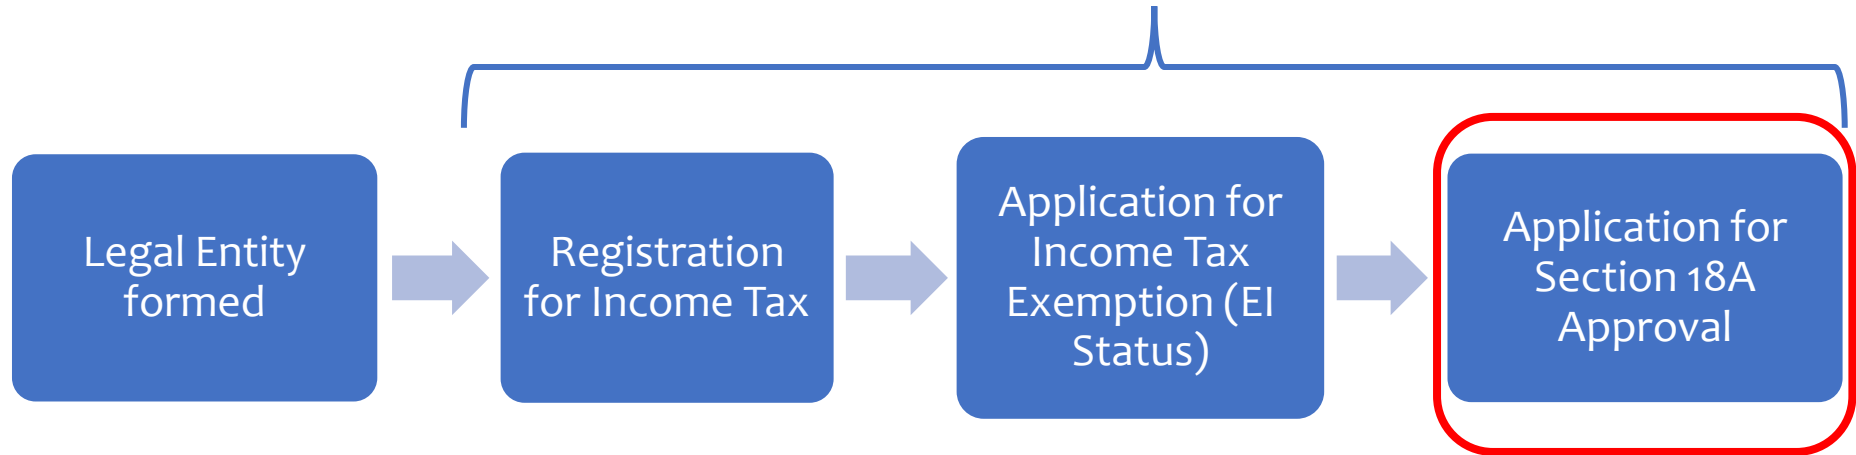 Legal Entity
formed
Registration
for Income Tax
Application for
Income Tax
Exemption (EI
Status)
Application for
Section 18A
Approval